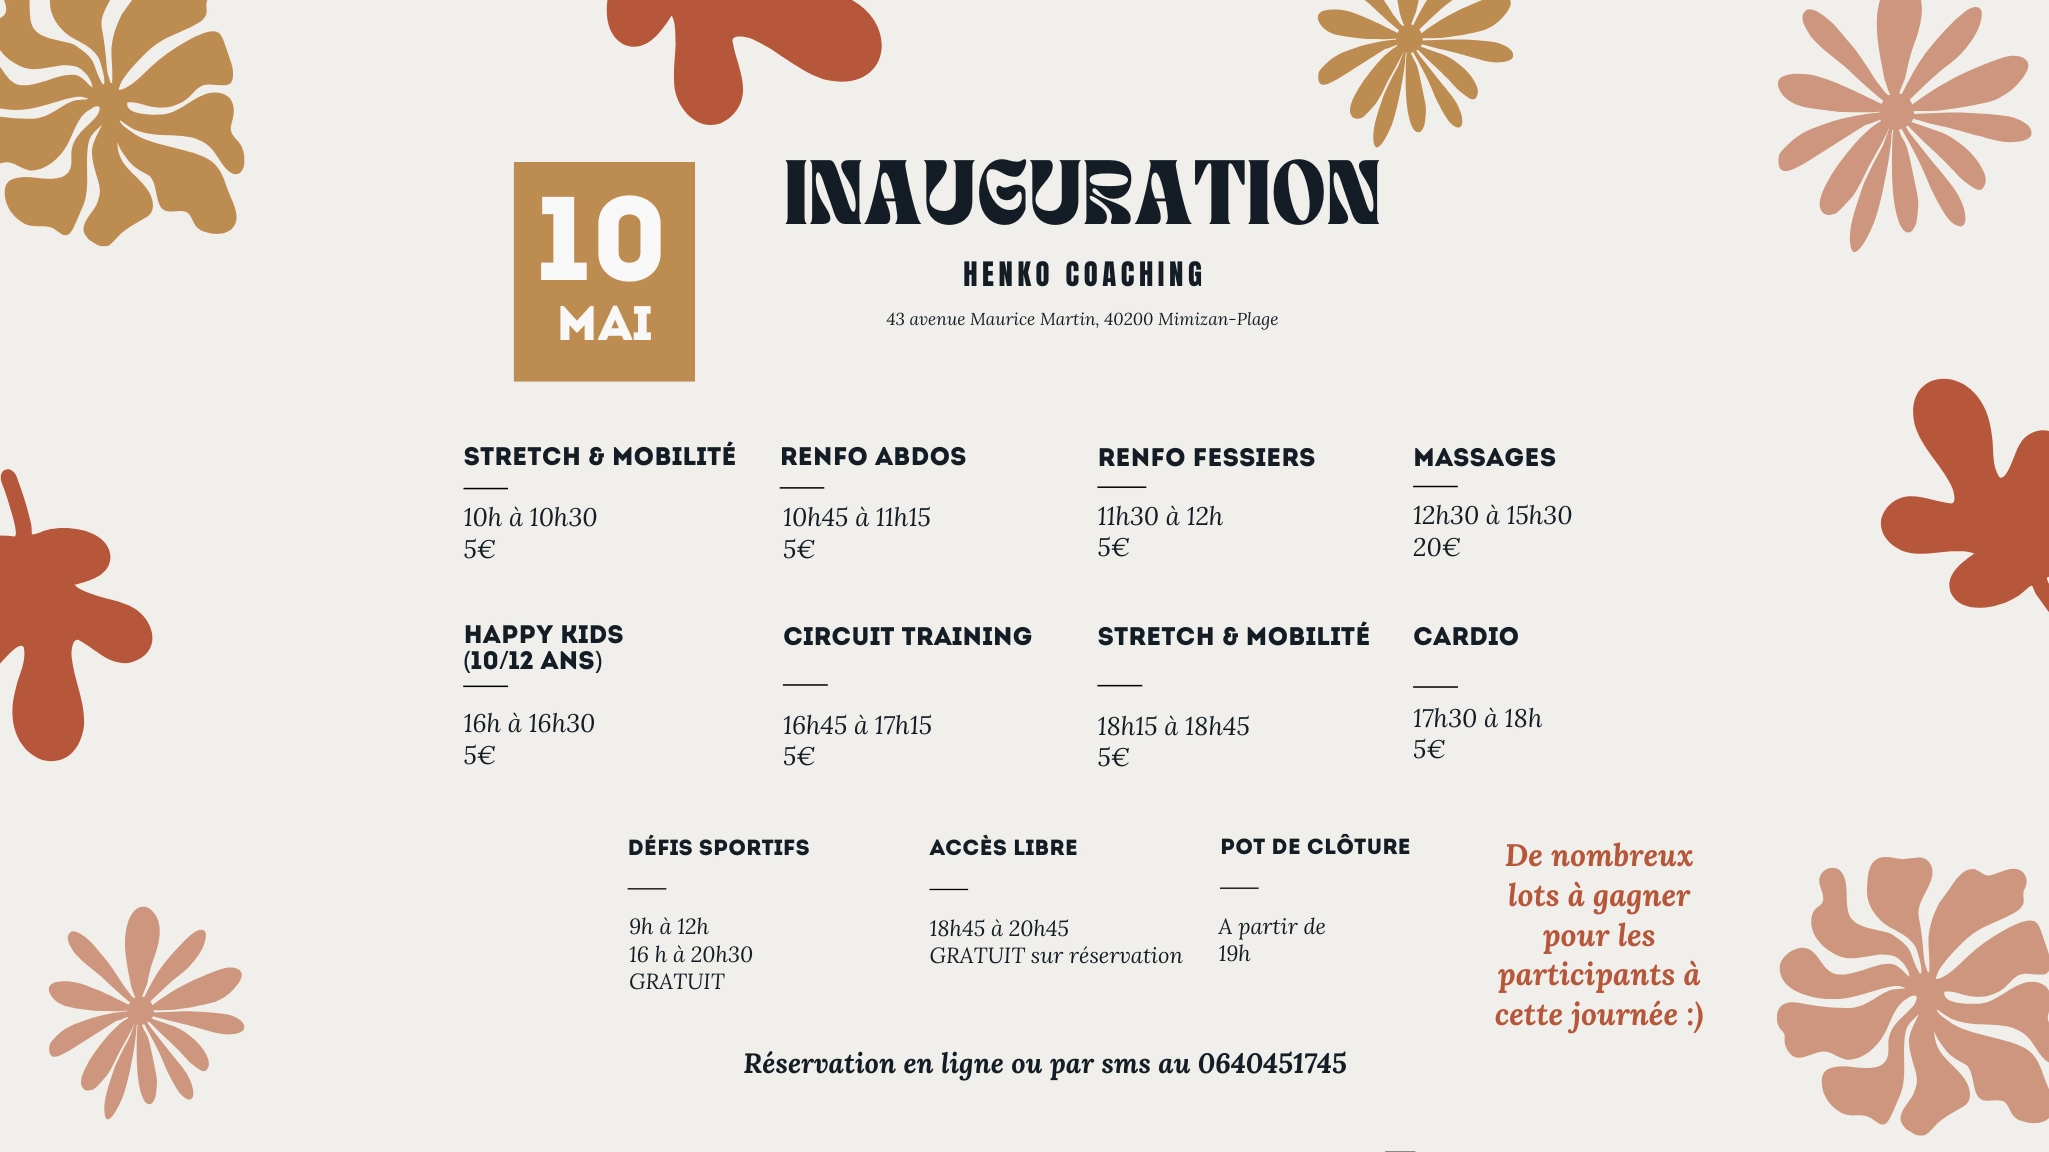 10
MAI
INAUGURATION
HENKO COACHING
43 avenue Maurice Martin, 40200 Mimizan-Plage
STRETCH & MOBILITÉ
10h à 10h30
5€
RENFO ABDOS
10h45 à 11h15
5€
RENFO FESSIERS
11h30 à 12h
5€
MASSAGES
12h30 à 15h30
20€
HAPPY KIDS
(10/12 ANS)
16h à 16h30
5€
CIRCUIT TRAINING
16h45 à 17h15
5€
STRETCH & MOBILITÉ
18h15 à 18h45
5€
CARDIO
17h30 à 18h
5€
DÉFIS SPORTIFS
9h à 12h
16 h à 20h30
GRATUIT
ACCÈS LIBRE
18h45 à 20h45
GRATUIT sur réservation
POT DE CLÔTURE
A partir de
19h
De nombreux
lots à gagner
pour les
participants à
cette journée :)
Réservation en ligne ou par sms au 0640451745